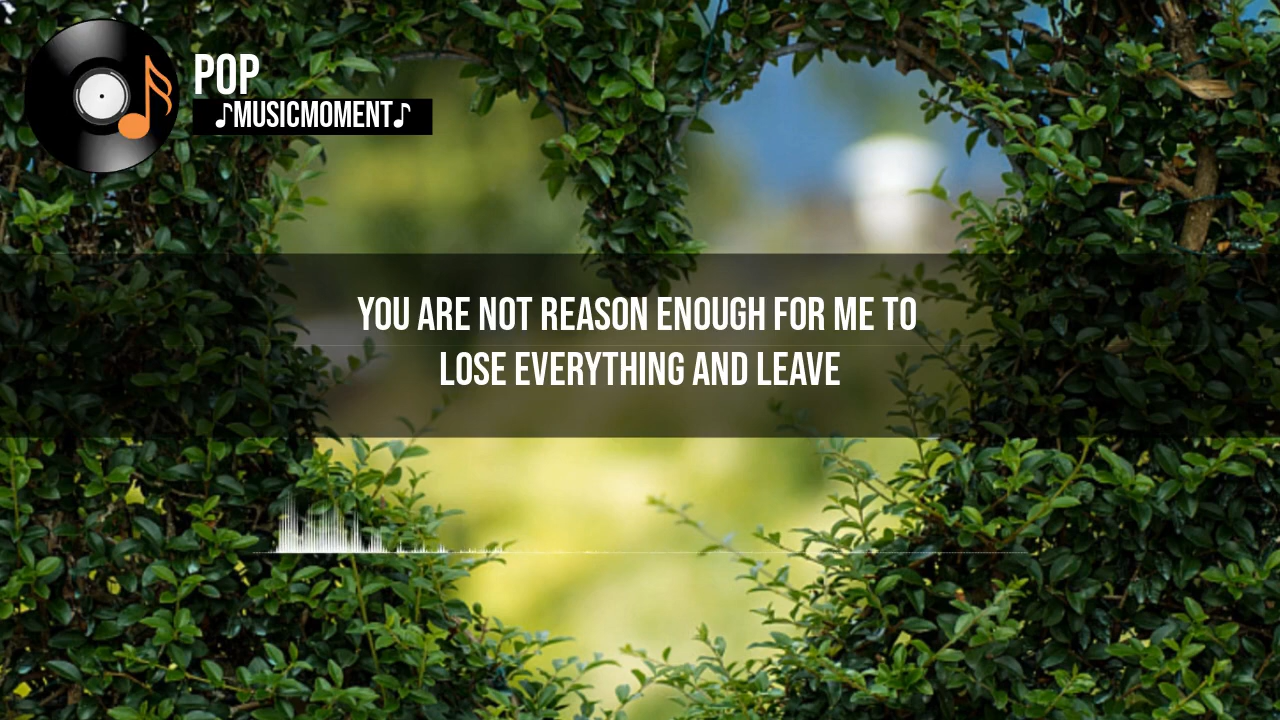 POP
♪MUSICMOMENT♪
YOU ARE NOT REASON ENOUGH FOR ME TO
LOSE EVERYTHING AND LEAVE